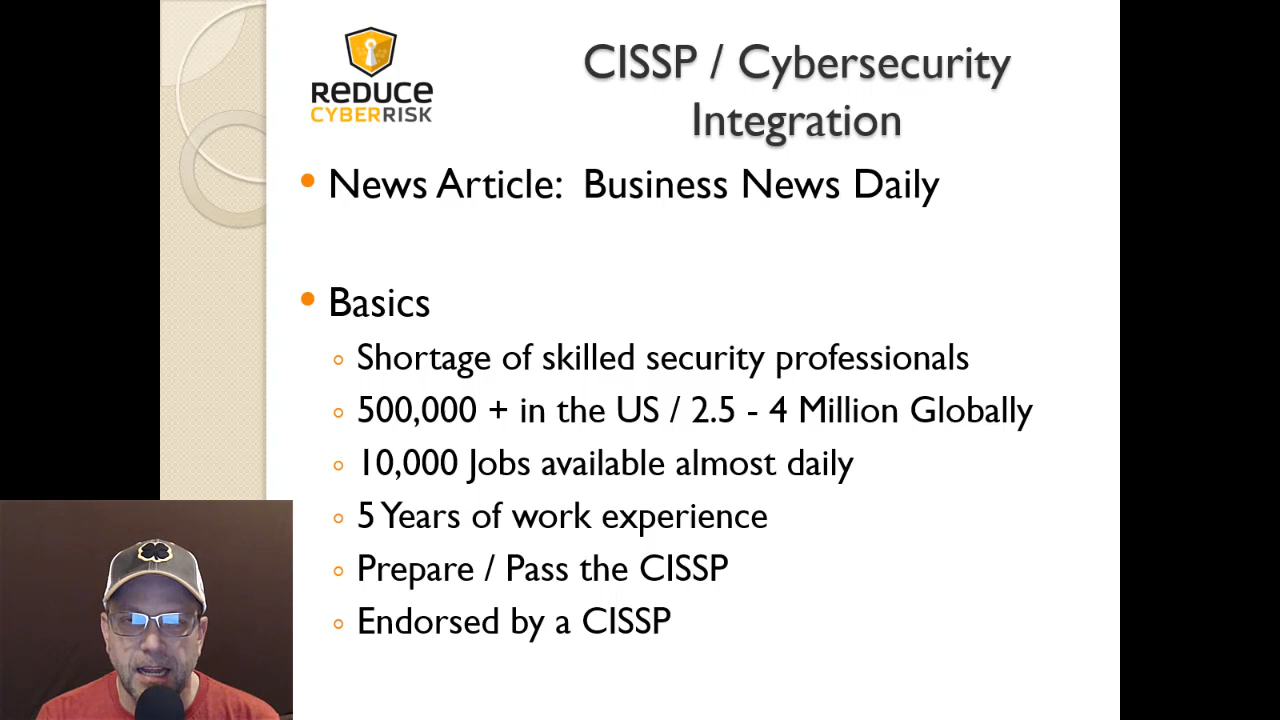 REDUCE
CYBERRISK
CISSP / Cybersecurity
Integration
News Article: Business News Daily
Basics
Shortage of skilled security professionals
500,000 + in the US / 2.5 - 4 Million Globally
10,000 Jobs available almost daily
5 Years of work experience
Prepare / Pass the CISSP
Endorsed by a CISSP